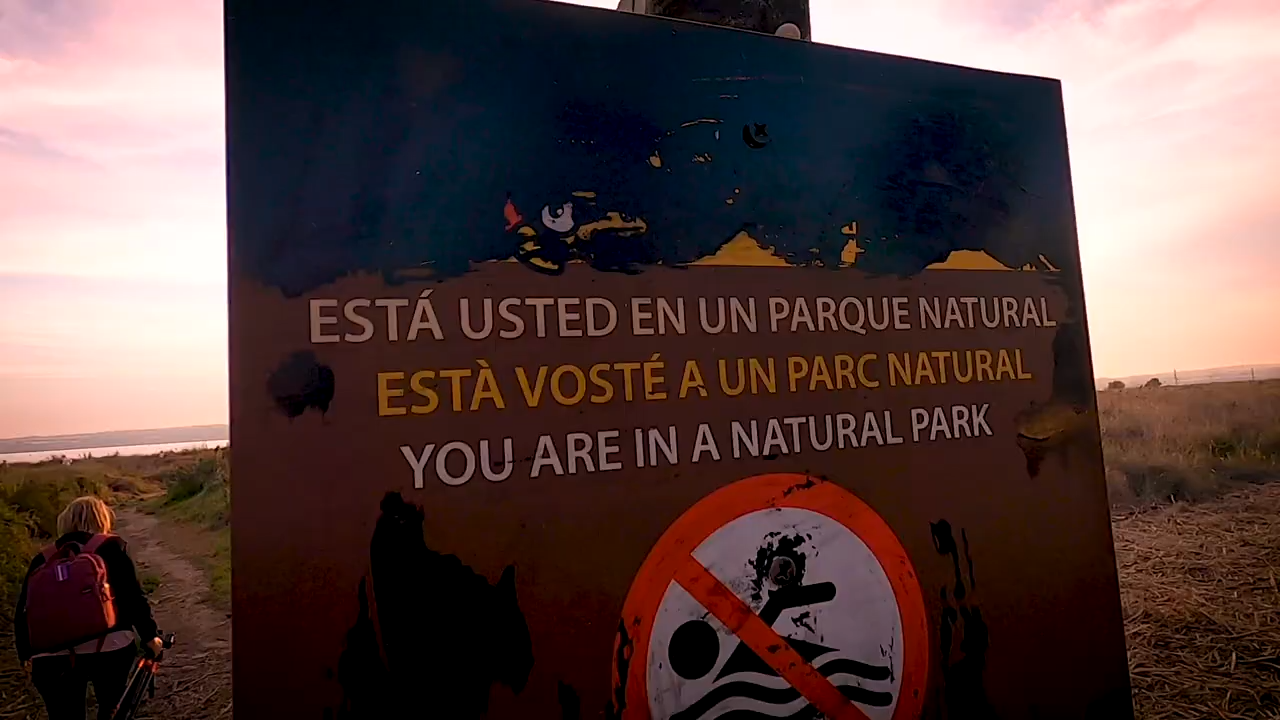 ESTÁ USTED EN UN PARQUE NATURAL
ESTÀ VOSTÉ A UN PARC NATURAL
YOU ARE IN A NATURAL PARK